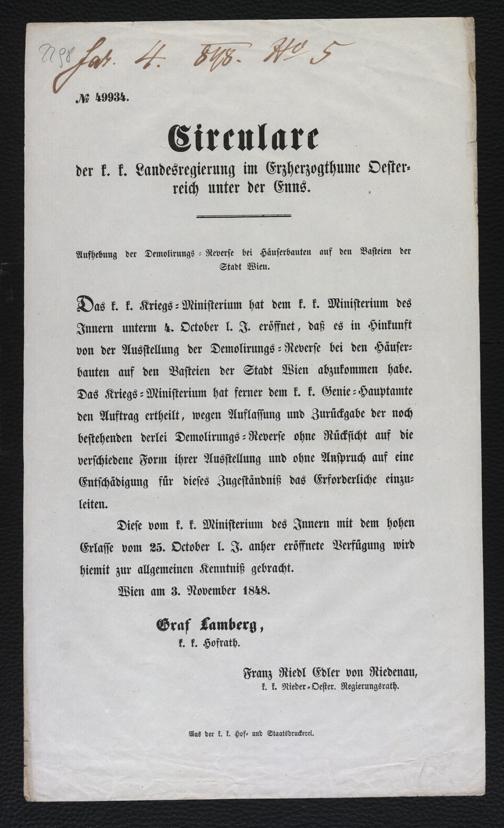 4. No 5
№ 49934.
Circulare
der k. k. Landesregierung im Erzherzogthume Oester-
reich unter der Enns.
Aufhebung der Demolirungs-Reverse bei Häuserbauten auf den Basteien der
Stadt Wien.
Das k. k. Kriegs-Ministerium hat dem k. k. Ministerium des
Innern unterm 4. October l. J. eröffnet, daß es in Hinkunft
von der Ausstellung der Demolirungs-Reverse bei den Häuser-
bauten auf den Basteien der Stadt Wien abzukommen habe.
Das Kriegs-Ministerium hat ferner dem k. k. Genie-Hauptamte
den Auftrag ertheilt, wegen Auflassung und Zurückgabe der noch
bestehenden derlei Demolirungs-Reverse ohne Rücksicht auf die
verschiedene Form ihrer Ausstellung und ohne Anspruch auf eine
Entschädigung für dieses Zugeständniß das Erforderliche einzu-
leiten.
Diese vom k. k. Ministerium des Innern mit dem hohen
Erlasse vom 25. October l. J. anher eröffnete Verfügung wird
hiemit zur allgemeinen Kenntniß gebracht.
Wien am 3. November 1848.
Graf Lamberg,
k. k. Hofrath.
Franz Riedl Edler von Riedenau,
k. k. Nieder-Oester. Regierungsrath.
Aus der k. k. Hof- und Staatsdruckerei.